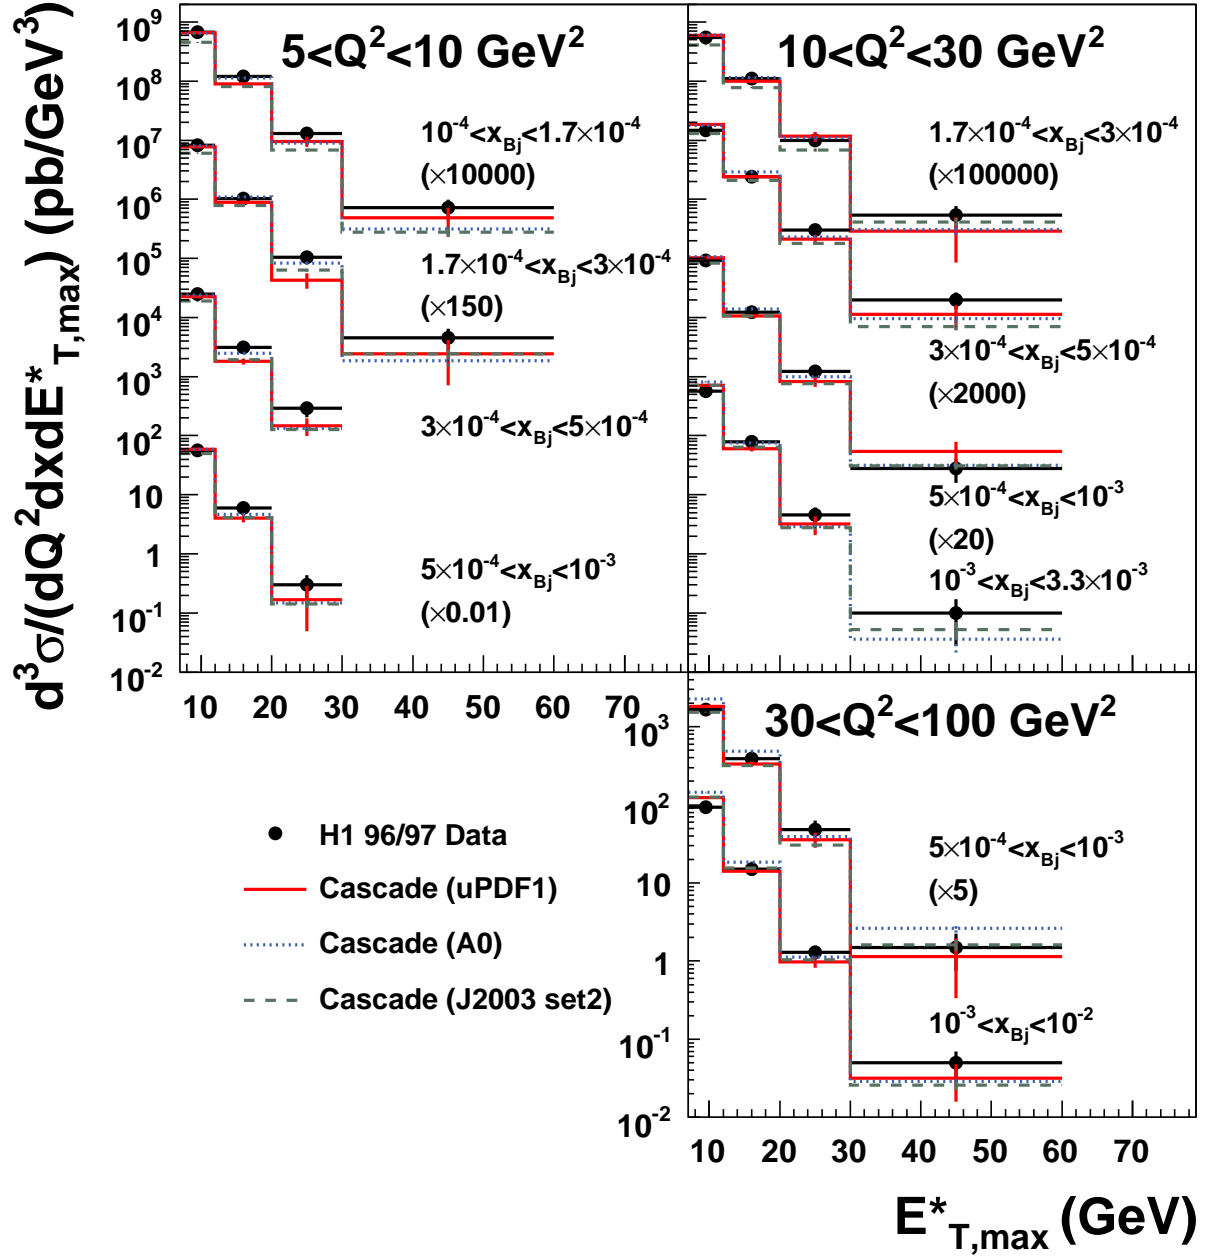 d³σ/(dQ²dxdE*T,max) (pb/GeV³)
5<Q²<10 GeV²
10⁹
10⁸
10⁷
10⁶
10⁵
10⁴
10³
10²
10
1
10⁻¹
10⁻²
10⁻⁴<xBj<1.7×10⁻⁴
(×10000)
1.7×10⁻⁴<xBj<3×10⁻⁴
(×150)
3×10⁻⁴<xBj<5×10⁻⁴
5×10⁻⁴<xBj<10⁻³
(×0.01)
10 20 30 40 50 60 70
10<Q²<30 GeV²
1.7×10⁻⁴<xBj<3×10⁻⁴
(×100000)
3×10⁻⁴<xBj<5×10⁻⁴
(×2000)
5×10⁻⁴<xBj<10⁻³
(×20)
10⁻³<xBj<3.3×10⁻³
30<Q²<100 GeV²
10³
10²
10
1
10⁻¹
10⁻²
5×10⁻⁴<xBj<10⁻³
(×5)
10⁻³<xBj<10⁻²
10 20 30 40 50 60 70
E*T,max (GeV)
H1 96/97 Data
Cascade (uPDF1)
Cascade (A0)
Cascade (J2003 set2)